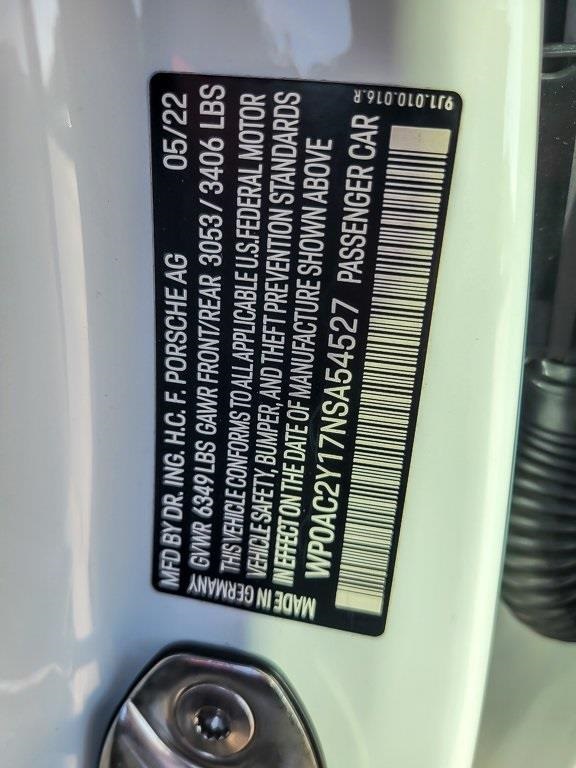 MFD BY DR. ING. H.C. F. PORSCHE AG 05/22
GVWR 6349 LBS GAWR FRONT/REAR 3053 / 3406 LBS
THIS VEHICLE CONFORMS TO ALL APPLICABLE U.S. FEDERAL MOTOR
VEHICLE SAFETY, BUMPER, AND THEFT PREVENTION STANDARDS
IN EFFECT ON THE DATE OF MANUFACTURE SHOWN ABOVE
WP0AC2Y17NSA54527 PASSENGER CAR
MADE IN GERMANY
9J1.010.016.R